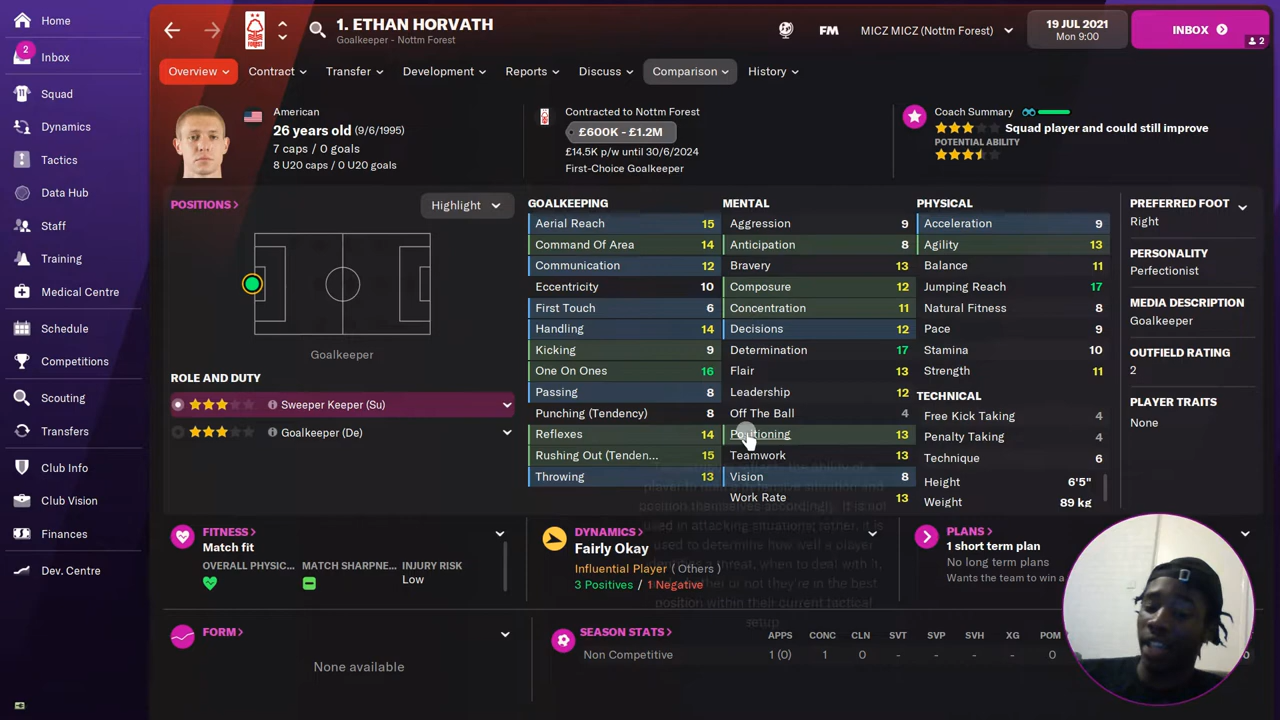 Home
2
Inbox
Squad
Dynamics
Tactics
Data Hub
Staff
Training
Medical Centre
Schedule
Competitions
Scouting
Transfers
Club Info
Club Vision
Finances
Dev. Centre
1. ETHAN HORVATH
Goalkeeper - Nottm Forest
FM
MICZ MICZ (Nottm Forest)
19 JUL 2021
Mon 9:00
INBOX
2
Overview
Contract
Transfer
Development
Reports
Discuss
Comparison
History
American
26 years old (9/6/1995)
7 caps / 0 goals
8 U20 caps / 0 U20 goals
Contracted to Nottm Forest
£600K - £1.2M
£14.5K p/w until 30/6/2024
First-Choice Goalkeeper
Coach Summary
Squad player and could still improve
POTENTIAL ABILITY
POSITIONS>
Highlight
Goalkeeper
ROLE AND DUTY
Sweeper Keeper (Su)
Goalkeeper (De)
GOALKEEPING
Aerial Reach 15
Command Of Area 14
Communication 12
Eccentricity 10
First Touch 6
Handling 14
Kicking 9
One On Ones 16
Passing 8
Punching (Tendency) 8
Reflexes 14
Rushing Out (Tenden... 15
Throwing 13
MENTAL
Aggression 9
Anticipation 8
Bravery 13
Composure 12
Concentration 11
Decisions 12
Determination 17
Flair 13
Leadership 12
Off The Ball 4
Positioning 13
Teamwork 13
Vision 8
Work Rate 13
PHYSICAL
Acceleration 9
Agility 13
Balance 11
Jumping Reach 17
Natural Fitness 8
Pace 9
Stamina 10
Strength 11
TECHNICAL
Free Kick Taking 4
Penalty Taking 4
Technique 6
Height 6'5"
Weight 89 kg
PREFERRED FOOT
Right
PERSONALITY
Perfectionist
MEDIA DESCRIPTION
Goalkeeper
OUTFIELD RATING
2
PLAYER TRAITS
None
FITNESS>
Match fit
OVERALL PHYSIC...
MATCH SHARPNE...
INJURY RISK
Low
DYNAMICS>
Fairly Okay
Influential Player ( Others )
3 Positives / 1 Negative
PLANS>
1 short term plan
No long term plans
Wants the team to win a
FORM>
None available
SEASON STATS>
APPS CONC CLN SVT SVP SVH XG POM
Non Competitive 1 (0) 1 0 - - - - 0